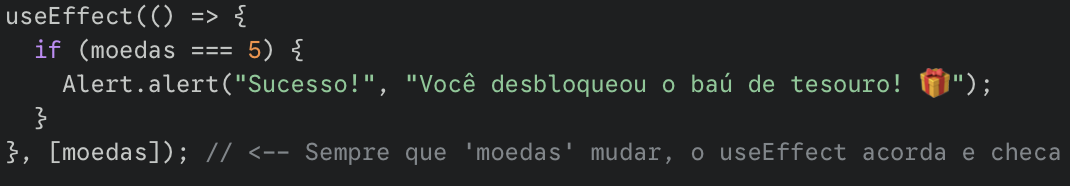 useEffect(() => {
  if (moedas === 5) {
    Alert.alert("Sucesso!", "Você desbloqueou o baú de tesouro! 🎁");
  }
}, [moedas]); // <-- Sempre que 'moedas' mudar, o useEffect acorda e checa